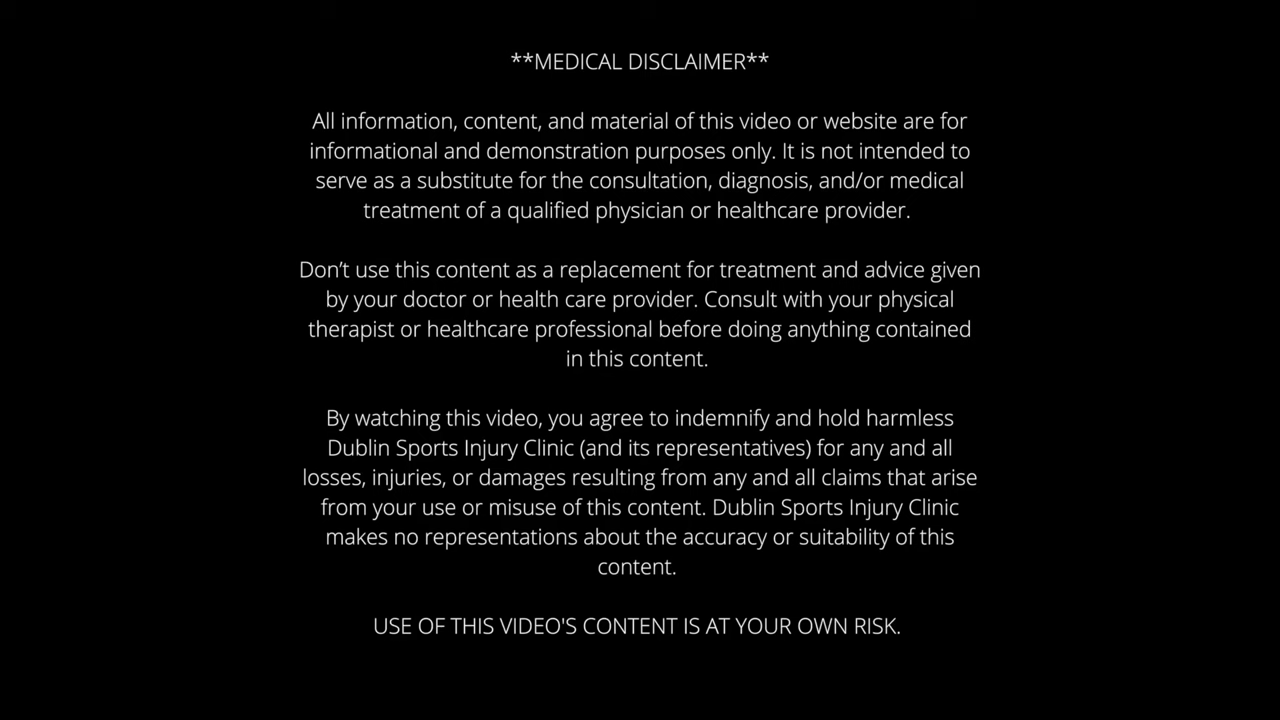 **MEDICAL DISCLAIMER**
All information, content, and material of this video or website are for
informational and demonstration purposes only. It is not intended to
serve as a substitute for the consultation, diagnosis, and/or medical
treatment of a qualified physician or healthcare provider.
Don’t use this content as a replacement for treatment and advice given
by your doctor or health care provider. Consult with your physical
therapist or healthcare professional before doing anything contained
in this content.
By watching this video, you agree to indemnify and hold harmless
Dublin Sports Injury Clinic (and its representatives) for any and all
losses, injuries, or damages resulting from any and all claims that arise
from your use or misuse of this content. Dublin Sports Injury Clinic
makes no representations about the accuracy or suitability of this
content.
USE OF THIS VIDEO'S CONTENT IS AT YOUR OWN RISK.